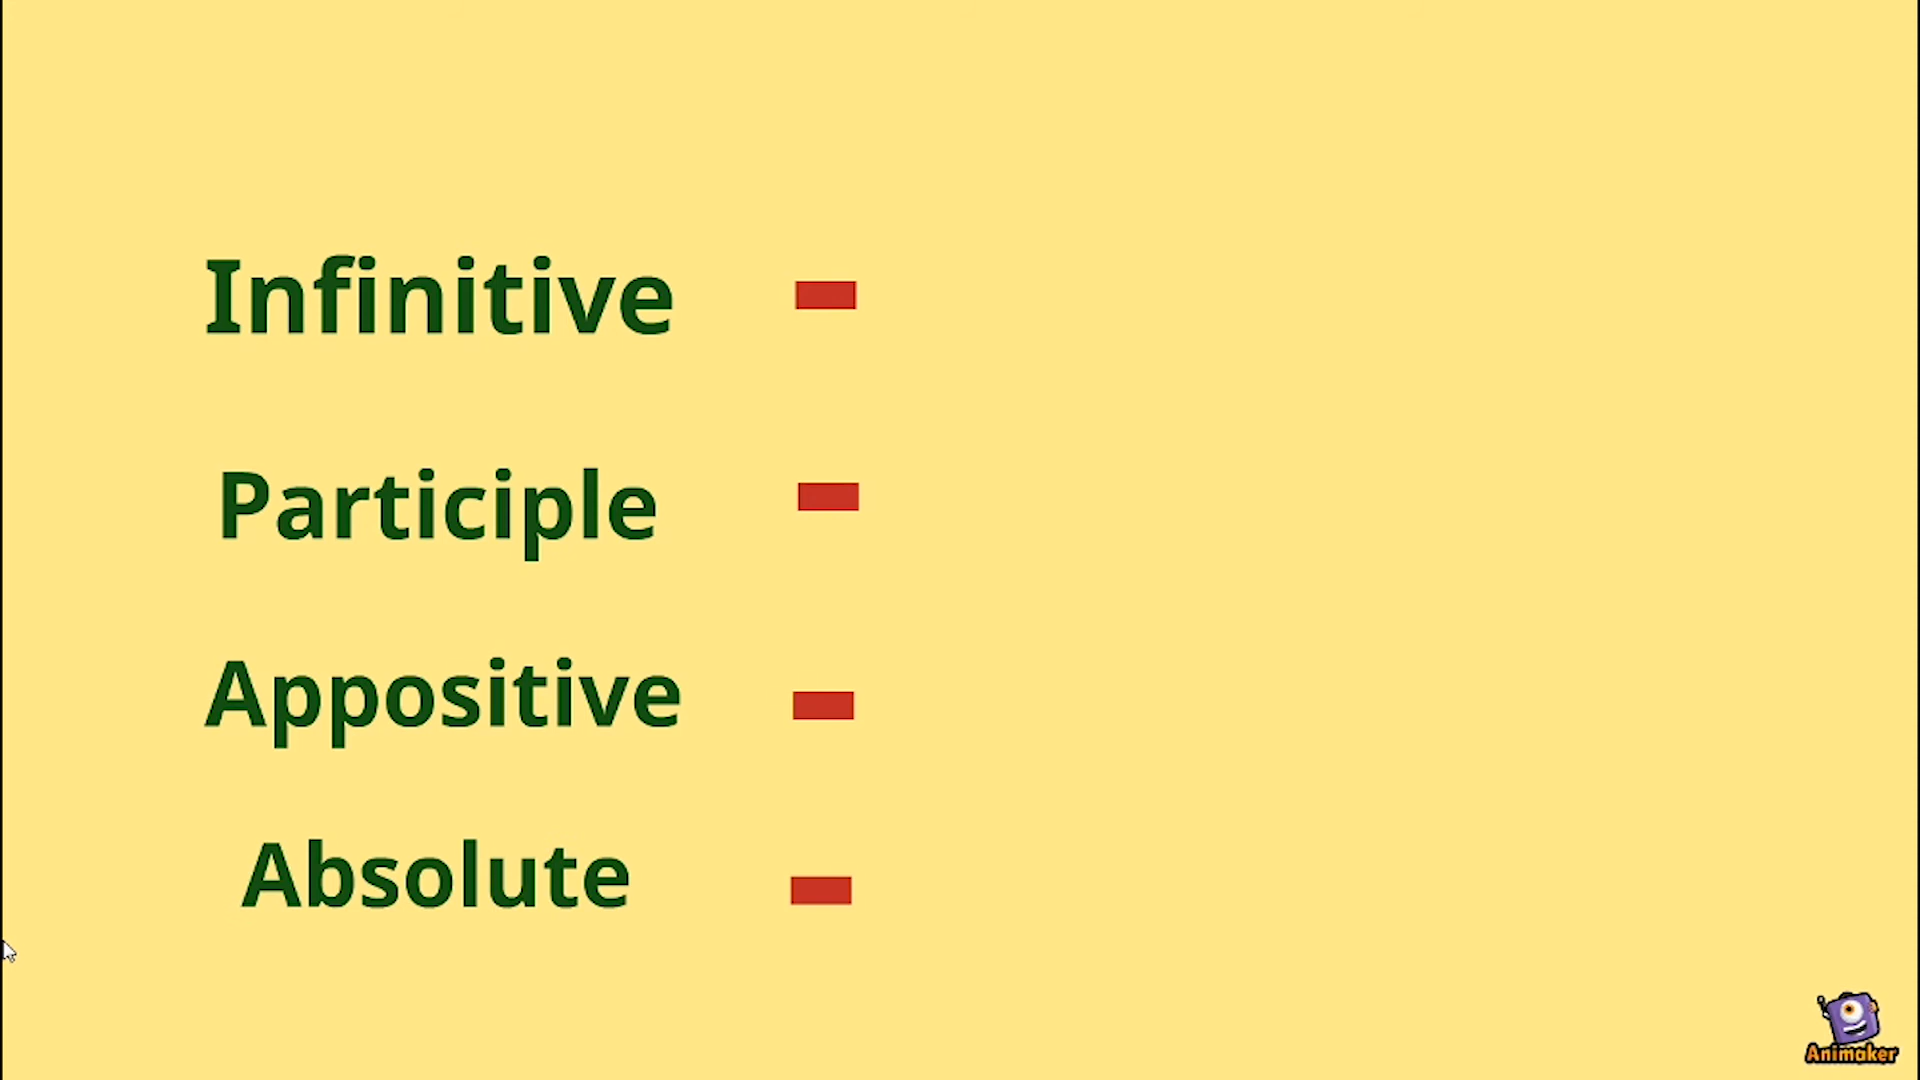 Infinitive -
Participle -
Appositive -
Absolute -
Animaker